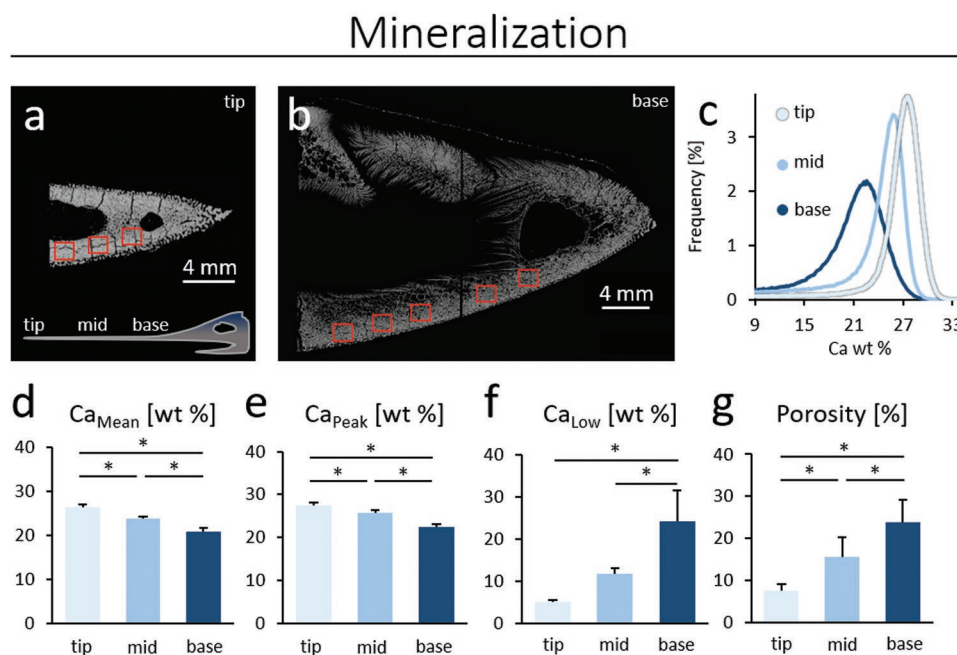 Mineralization
a
tip
4 mm
tip mid base
b
base
4 mm
c
tip
mid
base
Frequency [%]
3
2
1
0
9 15 21 27 33
Ca wt %
d
CaMean [wt %]
*
* *
40
30
20
10
0
tip mid base
e
CaPeak [wt %]
*
* *
40
30
20
10
0
tip mid base
f
CaLow [wt %]
*
*
40
30
20
10
0
tip mid base
g
Porosity [%]
*
* *
40
30
20
10
0
tip mid base